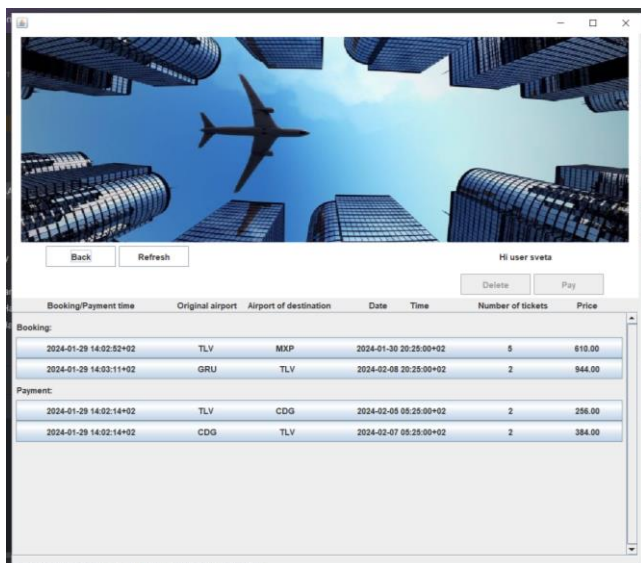 Back Refresh Hi user sveta
Delete Pay
Booking/Payment time Original airport Airport of destination Date Time Number of tickets Price
Booking:
2024-01-29 14:02:52+02 TLV MXP 2024-01-30 20:25:00+02 5 610.00
2024-01-29 14:03:11+02 GRU TLV 2024-02-08 20:25:00+02 2 944.00
Payment:
2024-01-29 14:02:14+02 TLV CDG 2024-02-05 05:25:00+02 2 256.00
2024-01-29 14:02:14+02 CDG TLV 2024-02-07 05:25:00+02 2 384.00